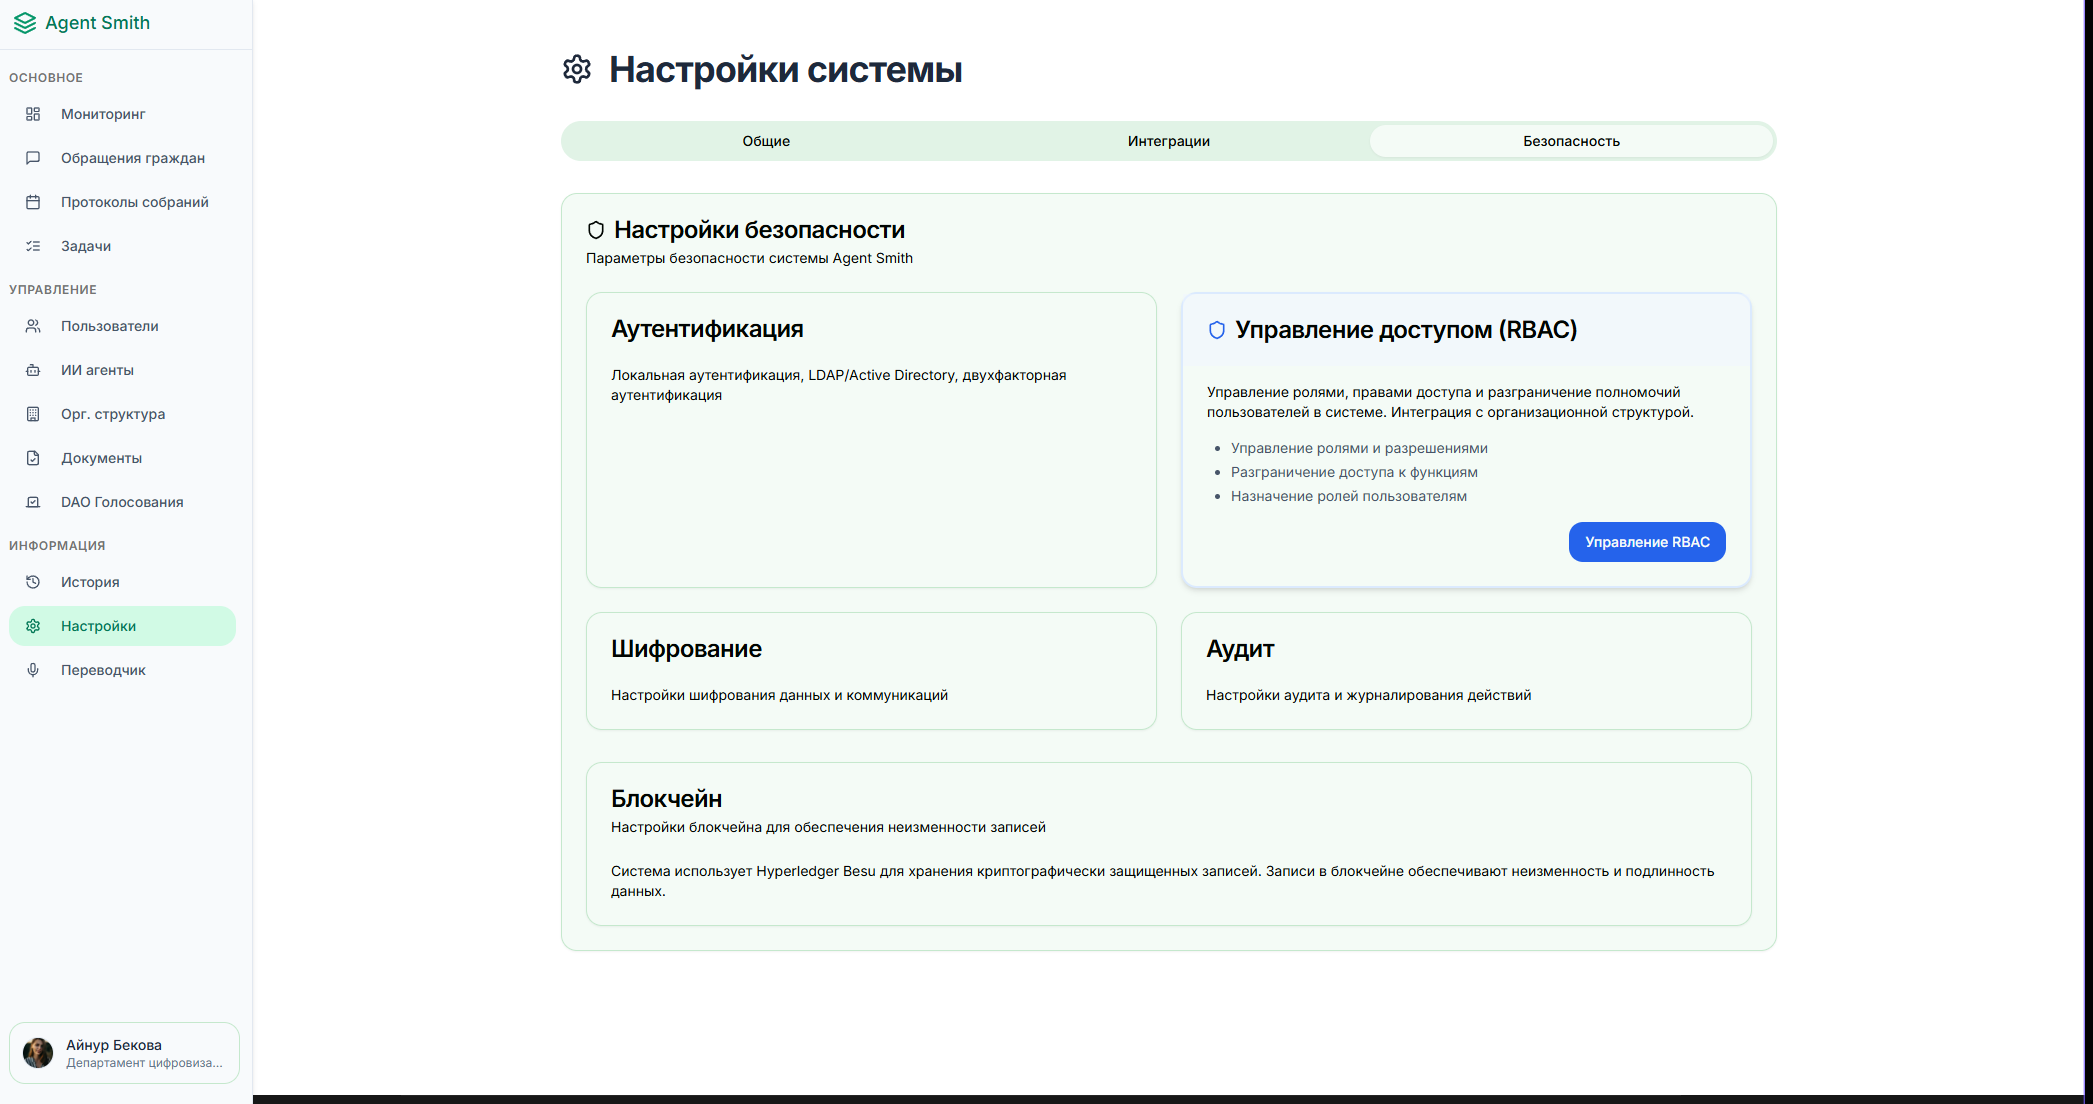 Agent Smith
ОСНОВНОЕ
Мониторинг
Обращения граждан
Протоколы собраний
Задачи
УПРАВЛЕНИЕ
Пользователи
ИИ агенты
Орг. структура
Документы
DAO Голосования
ИНФОРМАЦИЯ
История
Настройки
Переводчик
Айнур Бекова
Департамент цифровиза...
Настройки системы
Общие
Интеграции
Безопасность
Настройки безопасности
Параметры безопасности системы Agent Smith
Аутентификация
Локальная аутентификация, LDAP/Active Directory, двухфакторная
аутентификация
Управление доступом (RBAC)
Управление ролями, правами доступа и разграничение полномочий
пользователей в системе. Интеграция с организационной структурой.
Управление ролями и разрешениями
Разграничение доступа к функциям
Назначение ролей пользователям
Управление RBAC
Шифрование
Настройки шифрования данных и коммуникаций
Аудит
Настройки аудита и журналирования действий
Блокчейн
Настройки блокчейна для обеспечения неизменности записей
Система использует Hyperledger Besu для хранения криптографически защищенных записей. Записи в блокчейне обеспечивают неизменность и подлинность
данных.